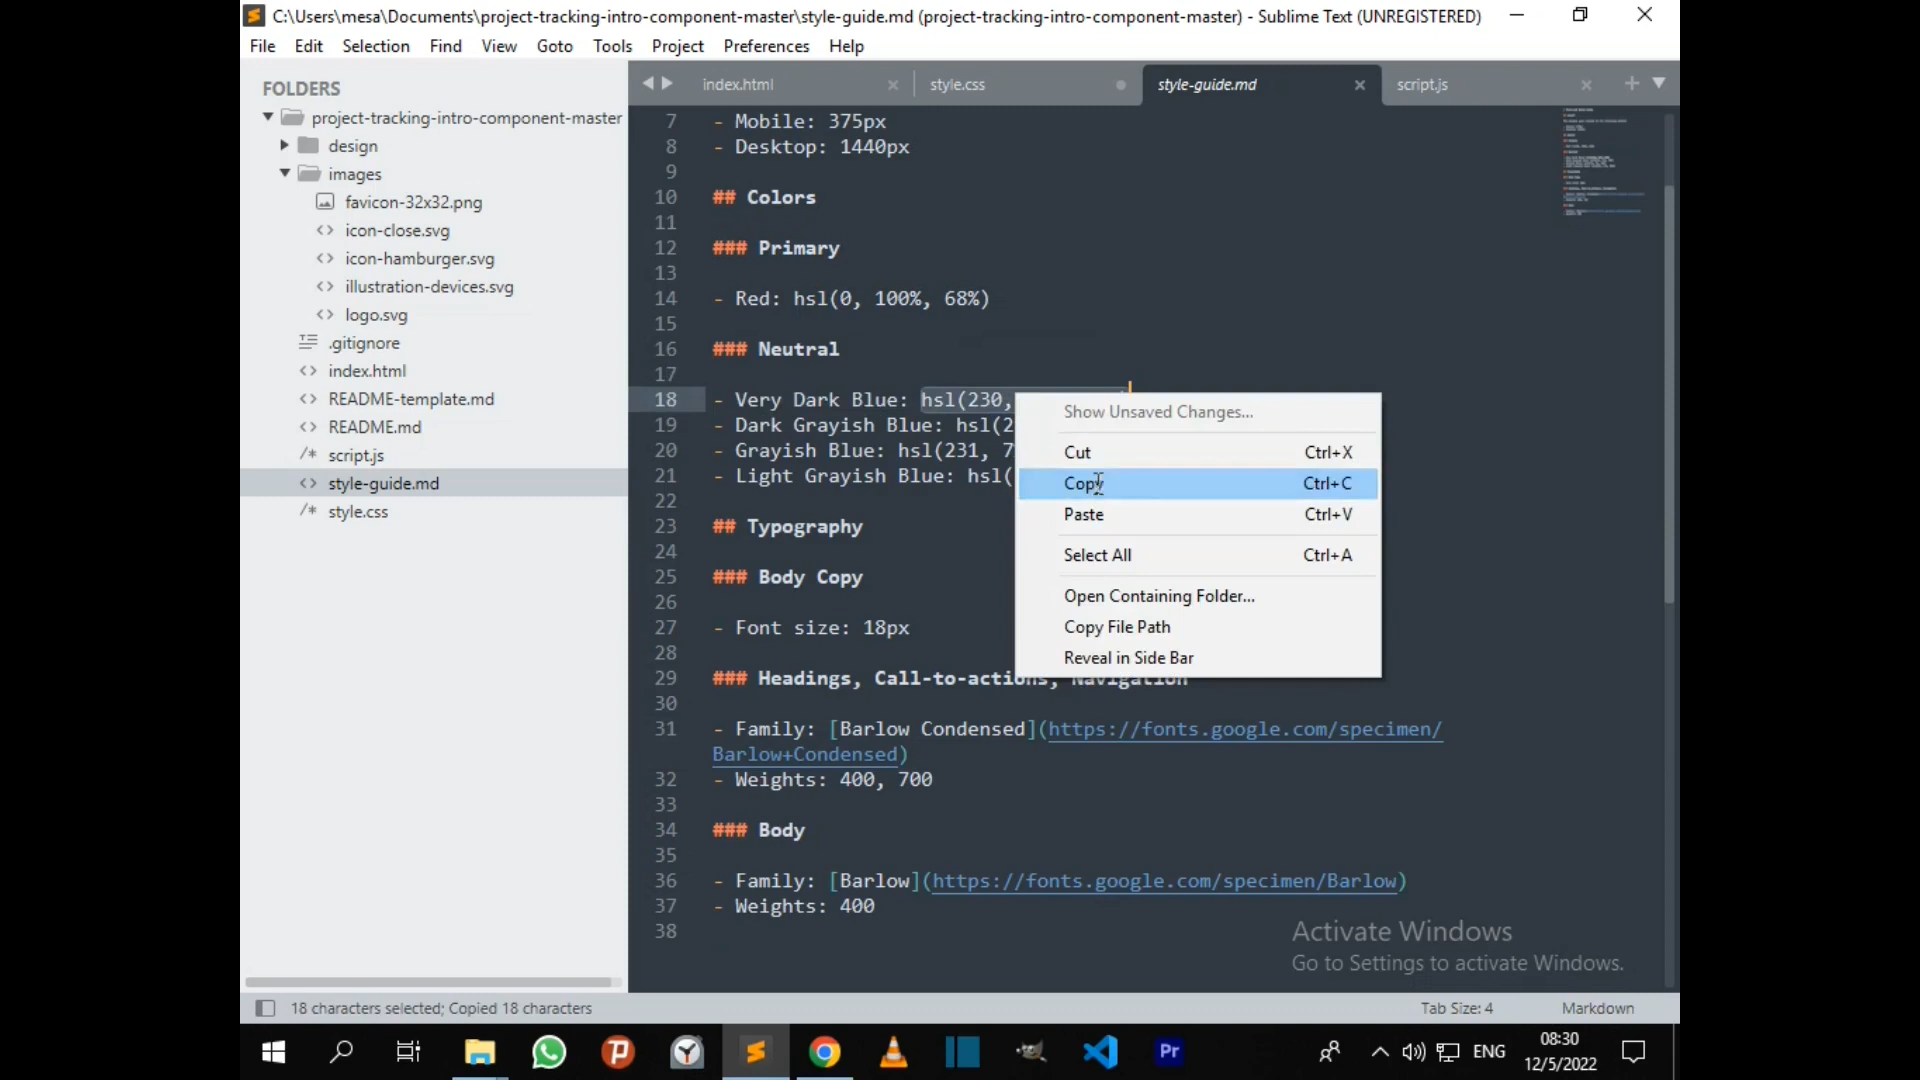 C:\Users\mesa\Documents\project-tracking-intro-component-master\style-guide.md (project-tracking-intro-component-master) - Sublime Text (UNREGISTERED)
File Edit Selection Find View Goto Tools Project Preferences Help
FOLDERS
project-tracking-intro-component-master
design
images
favicon-32x32.png
icon-close.svg
icon-hamburger.svg
illustration-devices.svg
logo.svg
.gitignore
index.html
README-template.md
README.md
script.js
style-guide.md
style.css
index.html style.css style-guide.md script.js
7 - Mobile: 375px
8 - Desktop: 1440px
9
10 ## Colors
11
12 ### Primary
13
14 - Red: hsl(0, 100%, 68%)
15
16 ### Neutral
17
18 - Very Dark Blue: hsl(230,
19 - Dark Grayish Blue: hsl(2
20 - Grayish Blue: hsl(231, 7
21 - Light Grayish Blue: hsl(
22
23 ## Typography
24
25 ### Body Copy
26
27 - Font size: 18px
28
29 ### Headings, Call-to-actions, Navigation
30
31 - Family: [Barlow Condensed](https://fonts.google.com/specimen/
Barlow+Condensed)
32 - Weights: 400, 700
33
34 ### Body
35
36 - Family: [Barlow](https://fonts.google.com/specimen/Barlow)
37 - Weights: 400
38
Show Unsaved Changes...
Cut Ctrl+X
Copy Ctrl+C
Paste Ctrl+V
Select All Ctrl+A
Open Containing Folder...
Copy File Path
Reveal in Side Bar
Activate Windows
Go to Settings to activate Windows.
18 characters selected; Copied 18 characters Tab Size: 4 Markdown
Pr ENG 08:30
12/5/2022